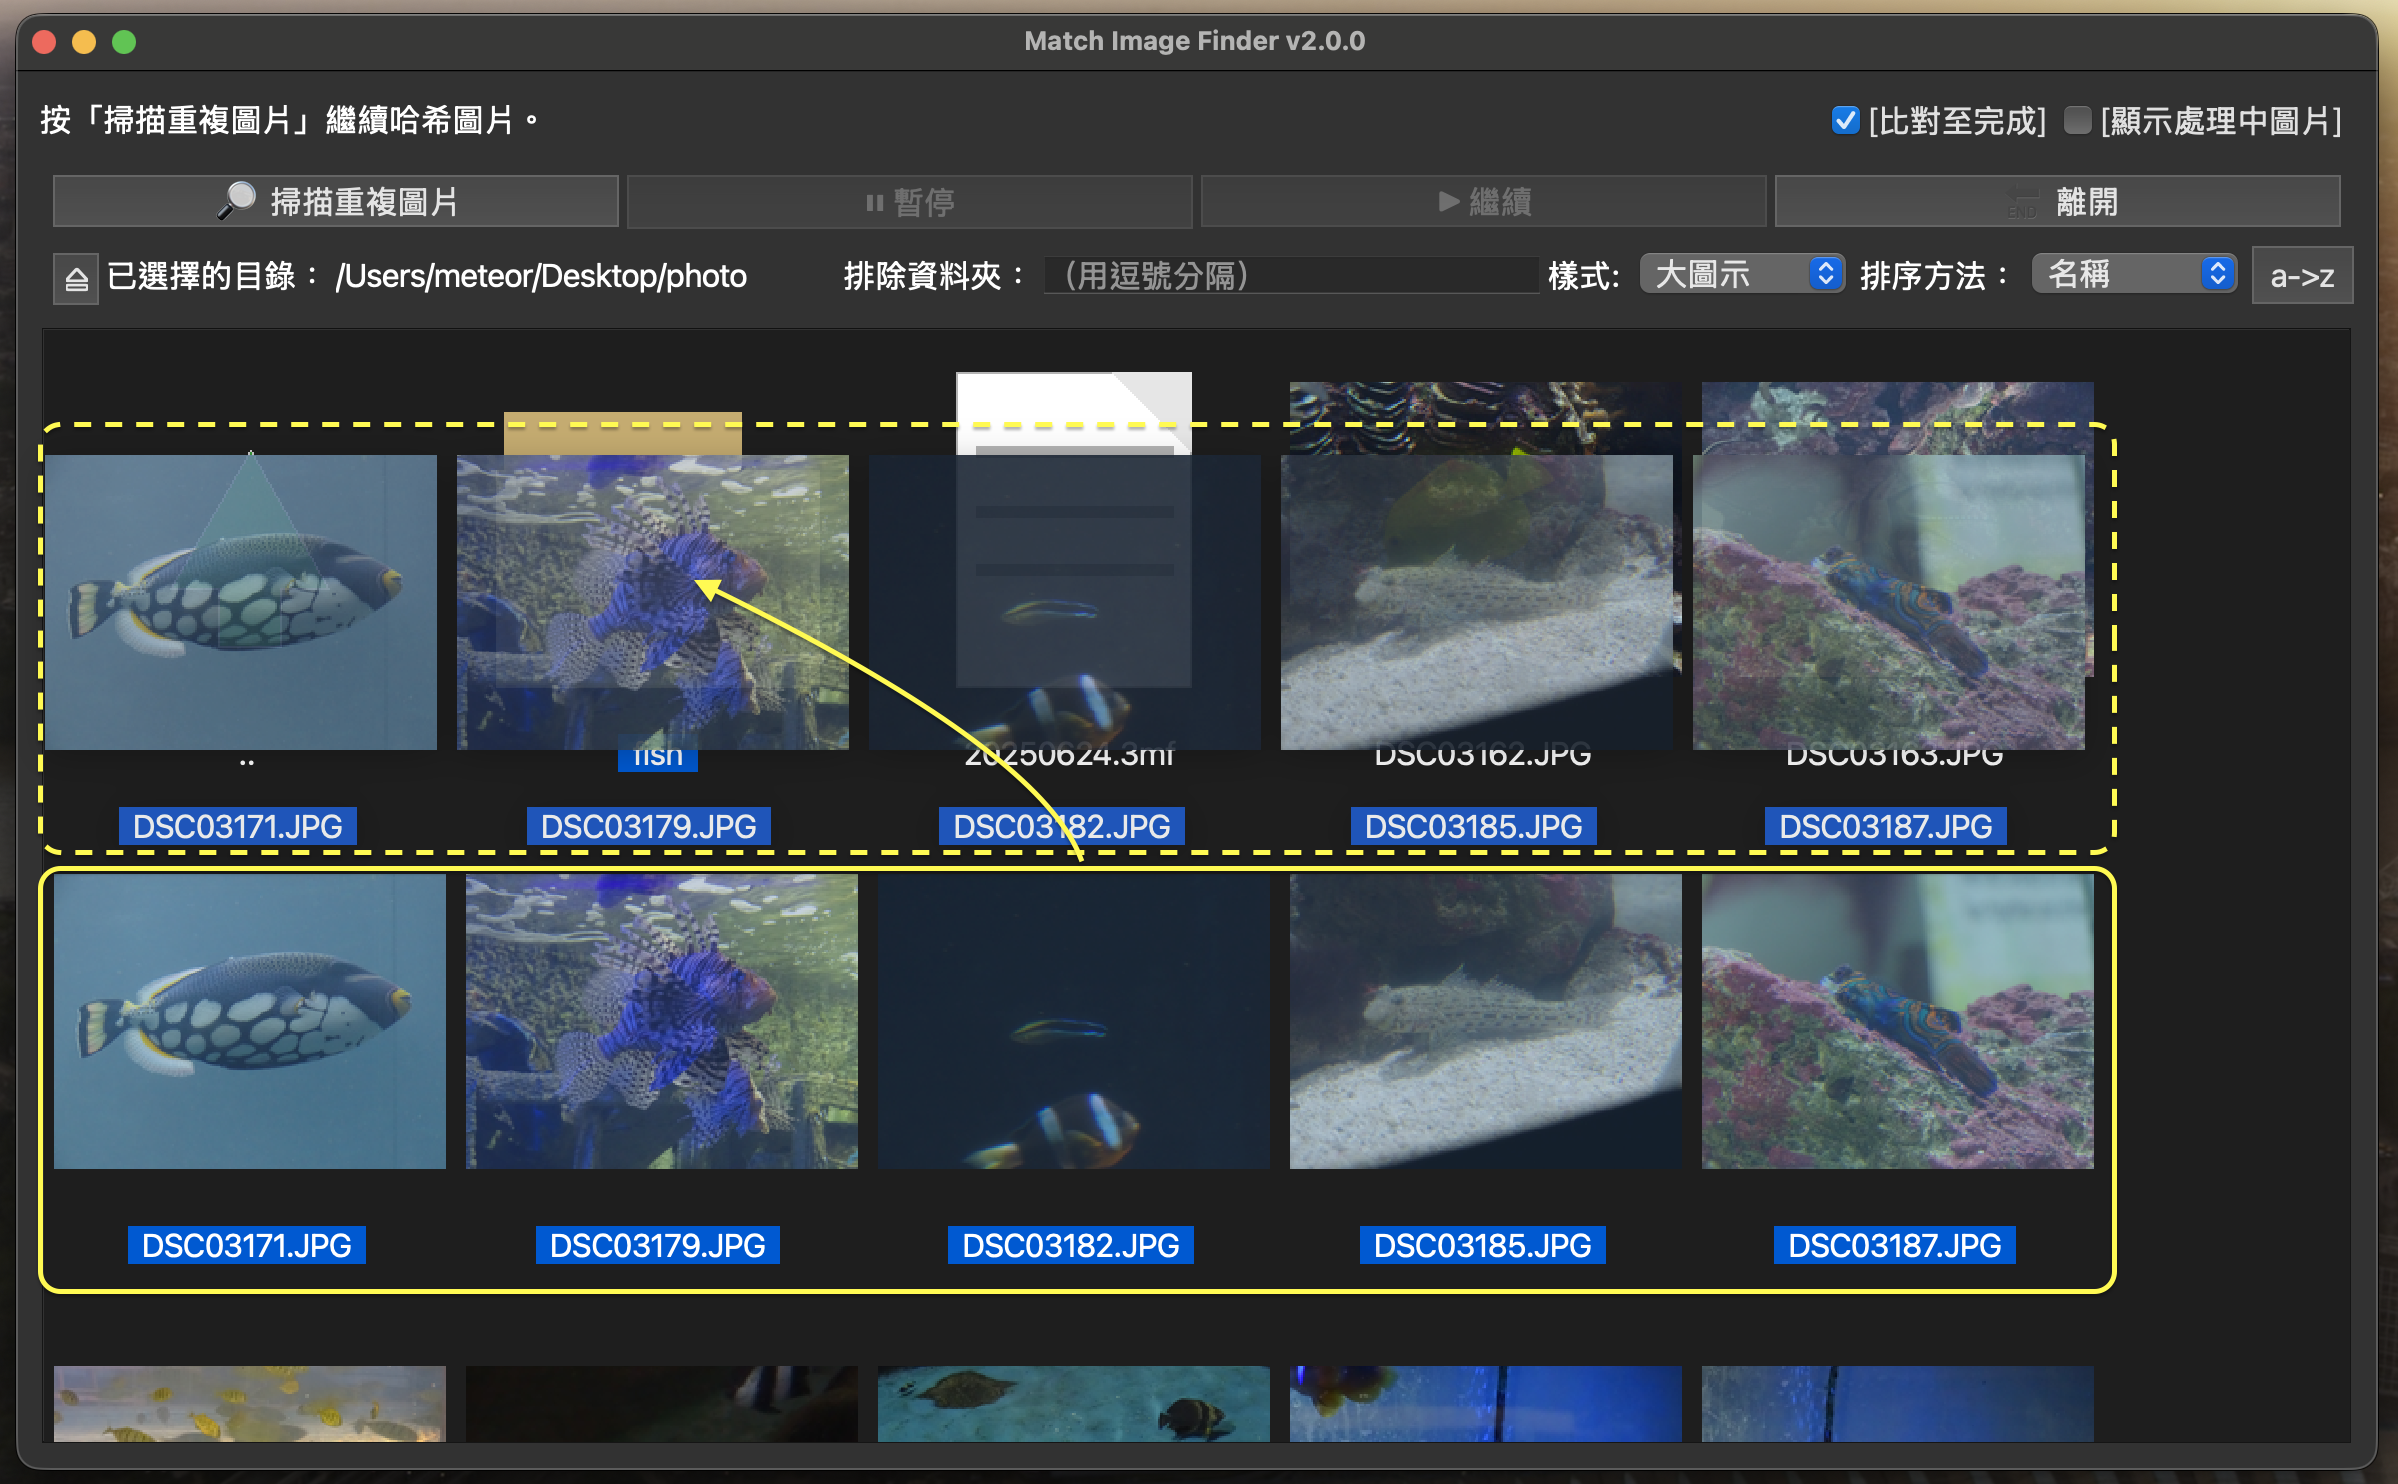 Match Image Finder v2.0.0
按「掃描重複圖片」繼續哈希圖片。
[比對至完成] [顯示處理中圖片]
掃描重複圖片 暫停 繼續 END 離開
已選擇的目錄： /Users/meteor/Desktop/photo 排除資料夾： （用逗號分隔） 樣式: 大圖示 排序方法： 名稱 a->z
.. fish 20250624.3mf DSC03162.JPG DSC03163.JPG
DSC03171.JPG DSC03179.JPG DSC03182.JPG DSC03185.JPG DSC03187.JPG
DSC03171.JPG DSC03179.JPG DSC03182.JPG DSC03185.JPG DSC03187.JPG